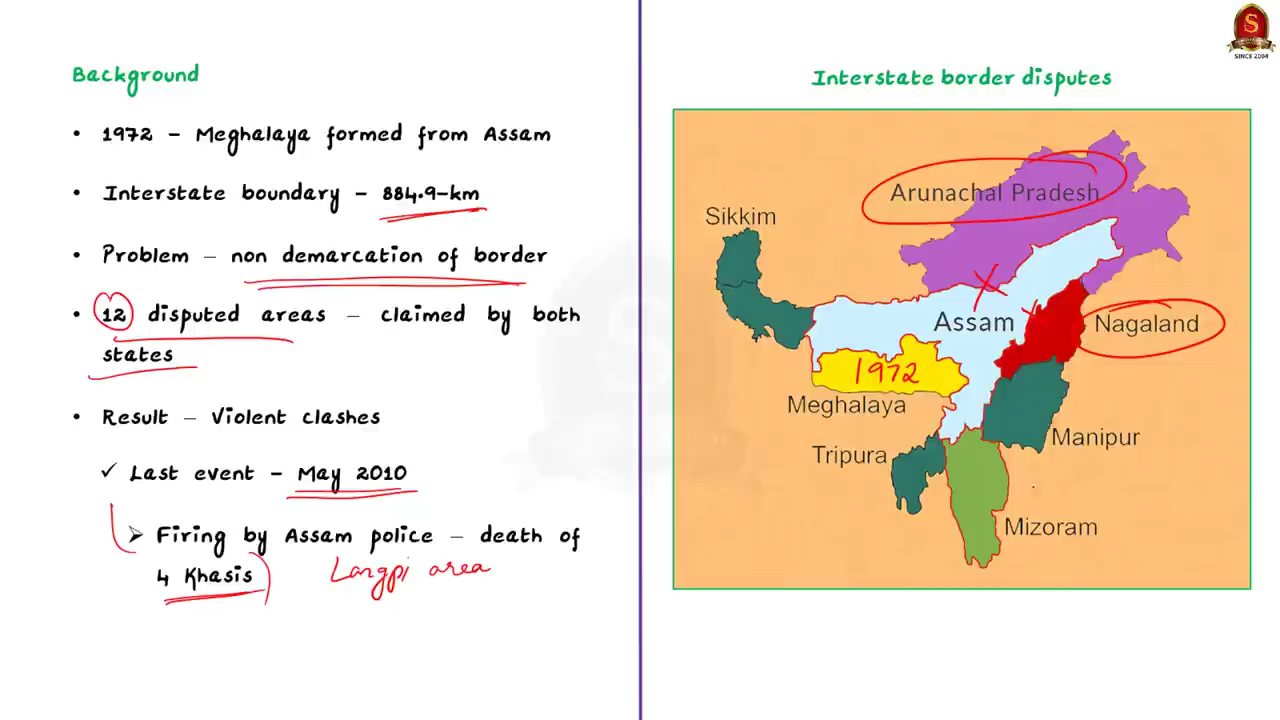 Background
• 1972 – Meghalaya formed from Assam
• Interstate boundary – 884.9-km
• Problem – non demarcation of border
• 12 disputed areas – claimed by both
states
• Result – Violent clashes
✓ Last event – May 2010
➢ Firing by Assam police – death of
4 Khasis
Langpi area
S
SINCE 2004
Interstate border disputes
Arunachal Pradesh
Sikkim
Assam
Nagaland
1972
Meghalaya
Manipur
Tripura
Mizoram